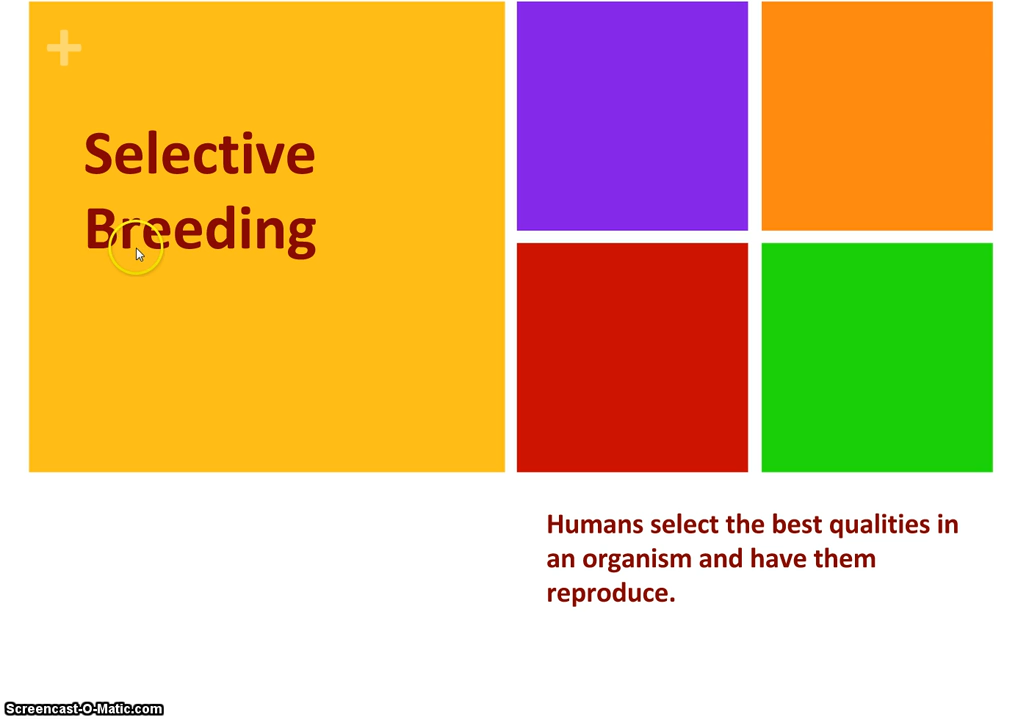 +
Selective
Breeding
Humans select the best qualities in
an organism and have them
reproduce.
Screencast-O-Matic.com